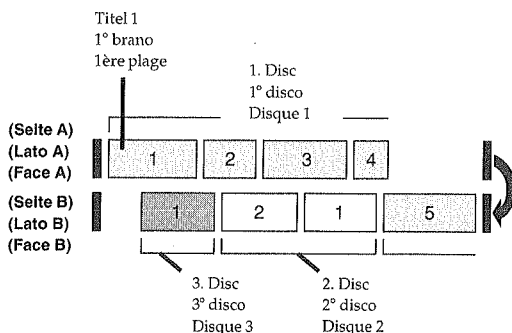 Titel 1
1° brano
1ère plage
1. Disc
1° disco
Disque 1
(Seite A)
(Lato A)
(Face A)
1 2 3 4
(Seite B)
(Lato B)
(Face B)
1 2 1 5
3. Disc
3° disco
Disque 3
2. Disc
2° disco
Disque 2